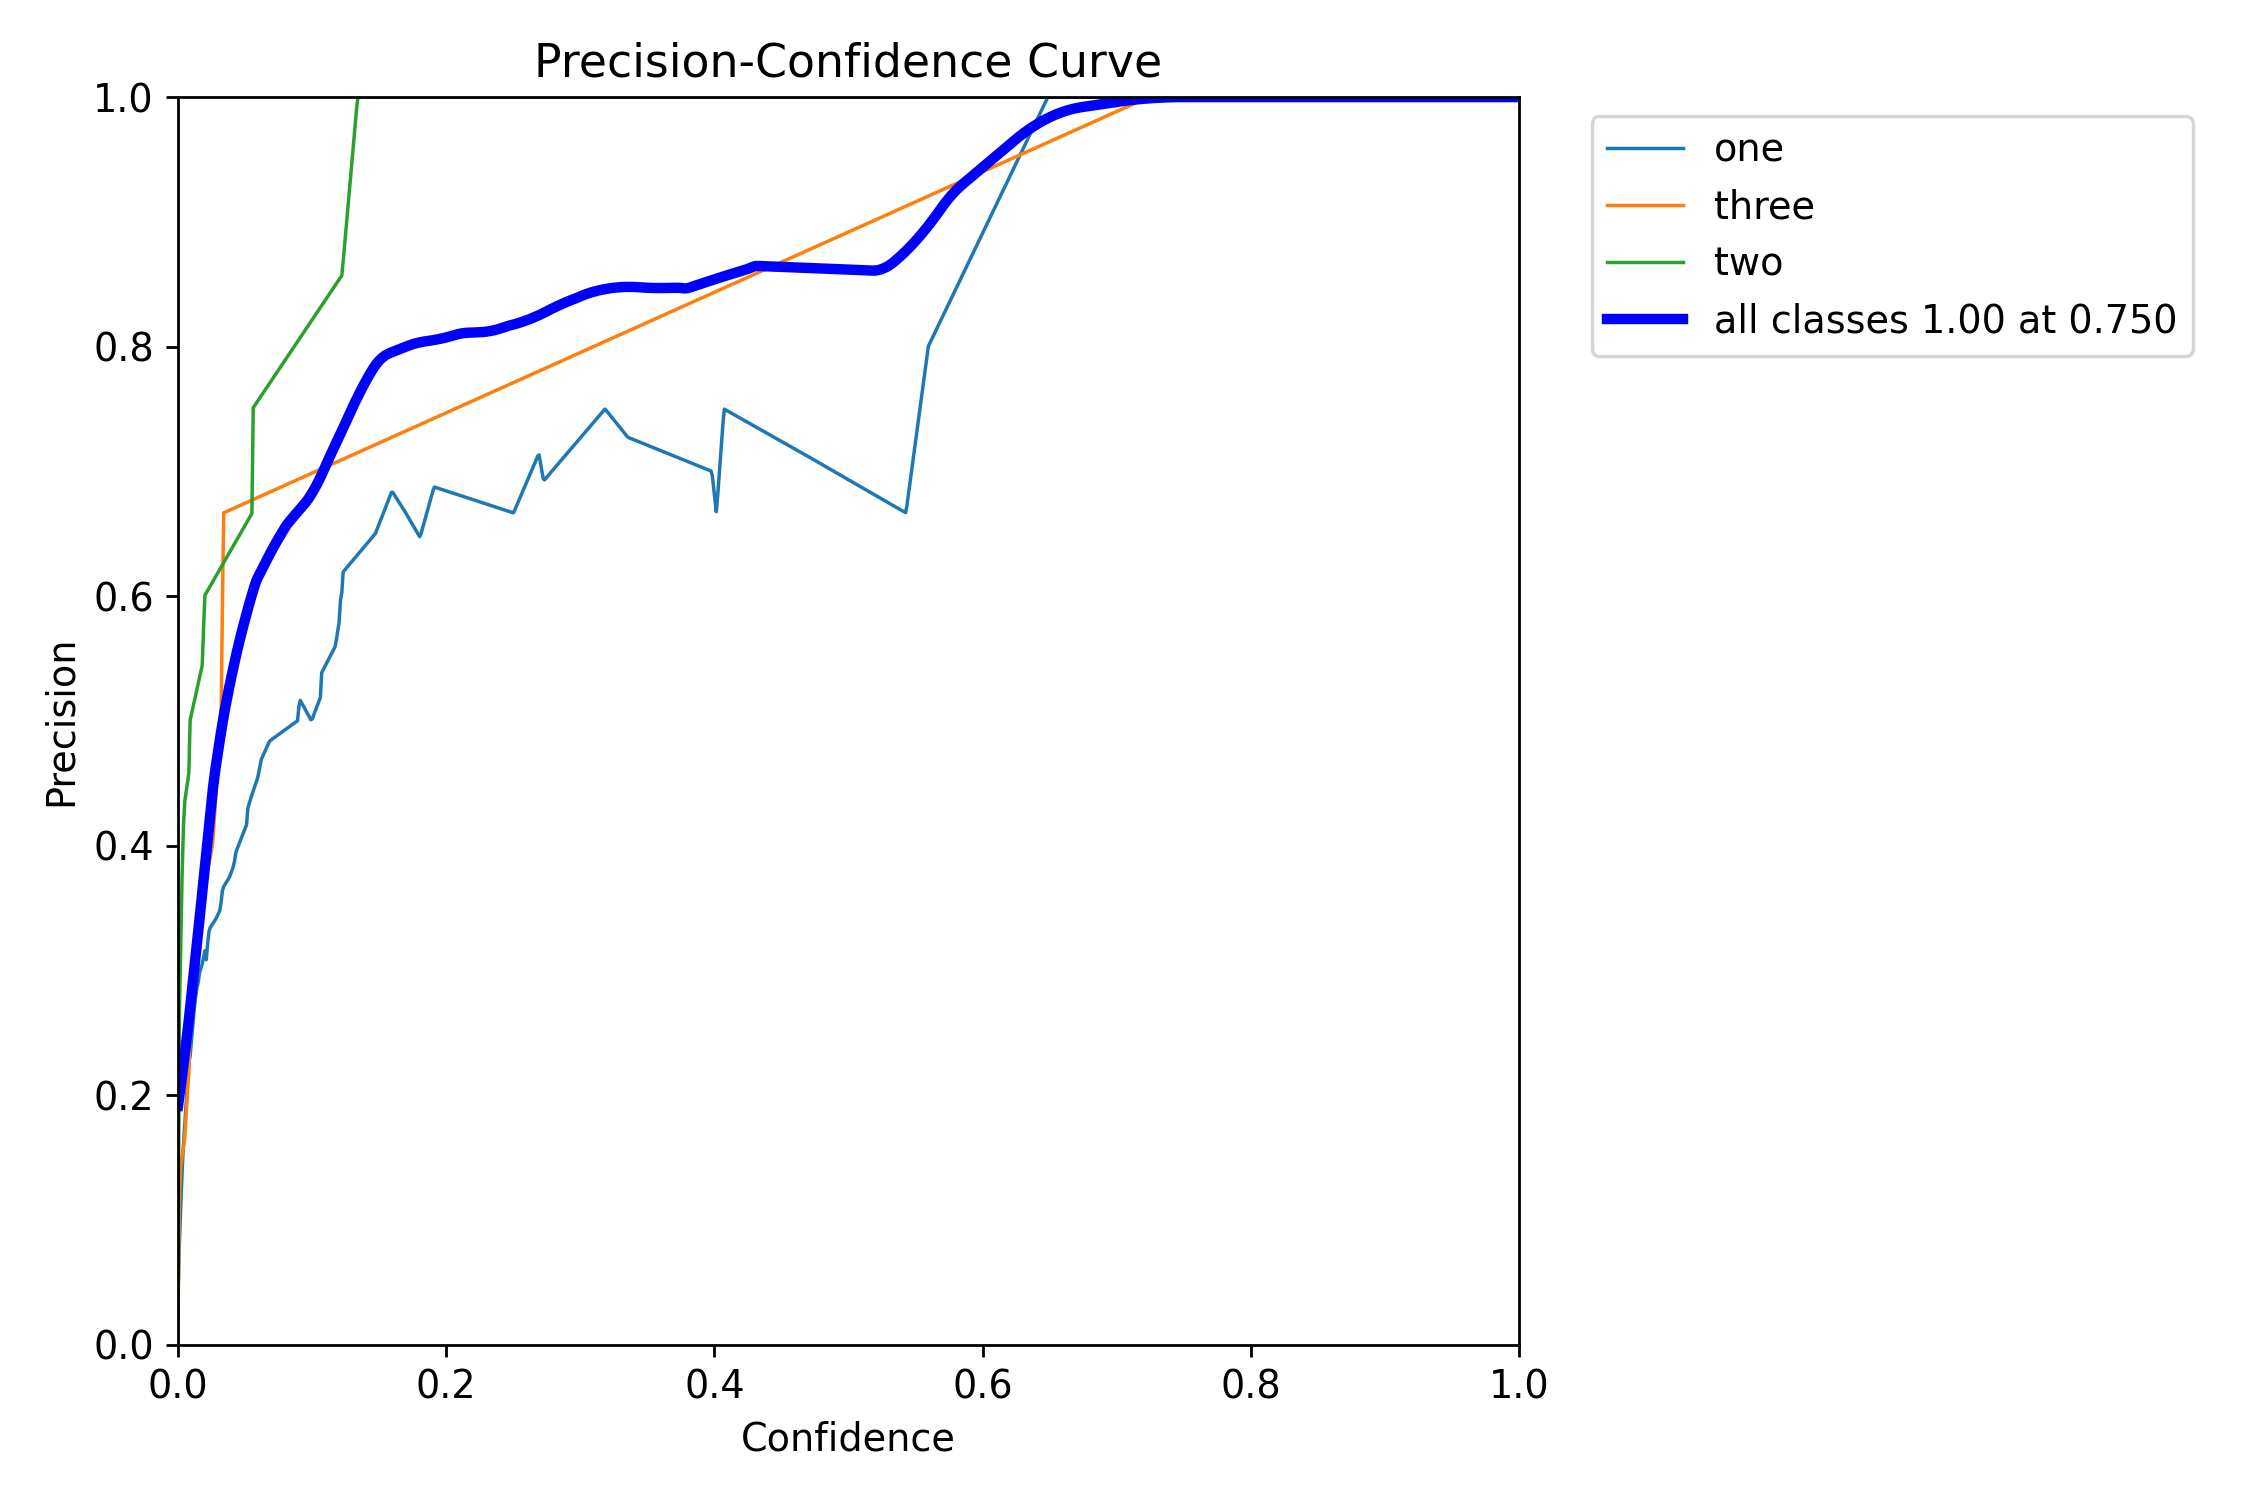 Precision-Confidence Curve
1.0
0.8
0.6
0.4
0.2
0.0
Precision
0.0 0.2 0.4 0.6 0.8 1.0
Confidence
one
three
two
all classes 1.00 at 0.750